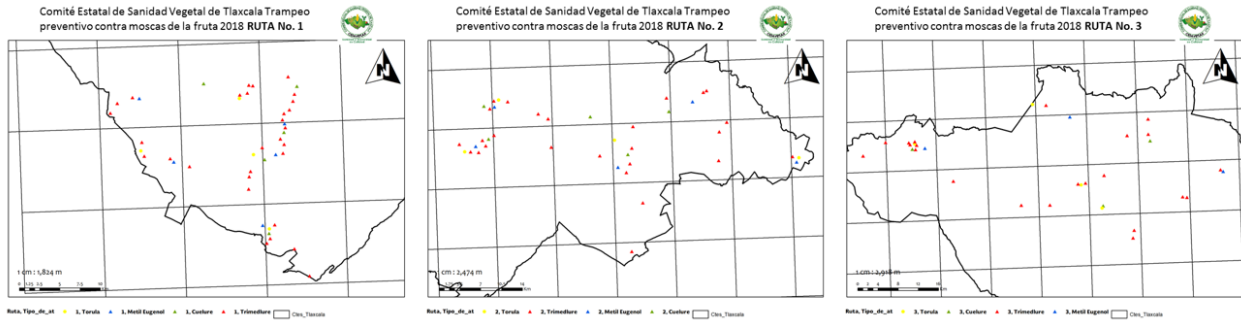 Comité Estatal de Sanidad Vegetal de Tlaxcala Trampeo
preventivo contra moscas de la fruta 2018 RUTA No. 1
N
1 cm : 1,824 m
Ruta, Tipo_de_at 1, Torula 1, Metil Eugenol 1, Cuelure 1, Trimedlure Cles_Tlaxcala
Comité Estatal de Sanidad Vegetal de Tlaxcala Trampeo
preventivo contra moscas de la fruta 2018 RUTA No. 2
N
1 cm : 2,474 m
Ruta, Tipo_de_at 2, Torula 2, Trimedlure 2, Metil Eugenol 2, Cuelure Cles_Tlaxcala
Comité Estatal de Sanidad Vegetal de Tlaxcala Trampeo
preventivo contra moscas de la fruta 2018 RUTA No. 3
N
1 cm : 2,918 m
Ruta, Tipo_de_at 3, Torula 3, Cuelure 3, Trimedlure 3, Metil Eugenol Cles_Tlaxcala